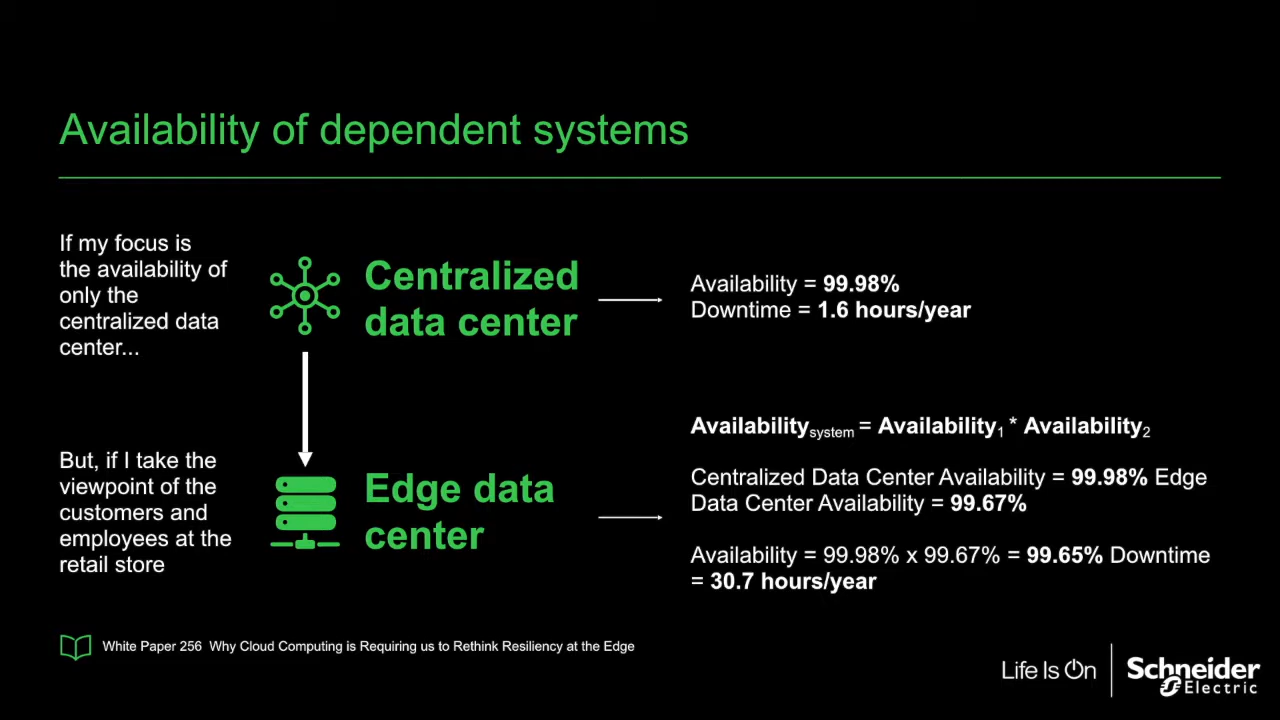 Availability of dependent systems
If my focus is
the availability of
only the
centralized data
center...
Centralized
data center
Availability = 99.98%
Downtime = 1.6 hours/year
But, if I take the
viewpoint of the
customers and
employees at the
retail store
Edge data
center
Availabilitysystem = Availability1 * Availability2
Centralized Data Center Availability = 99.98% Edge
Data Center Availability = 99.67%
Availability = 99.98% x 99.67% = 99.65% Downtime
= 30.7 hours/year
White Paper 256 Why Cloud Computing is Requiring us to Rethink Resiliency at the Edge
Life Is On
Schneider
Electric